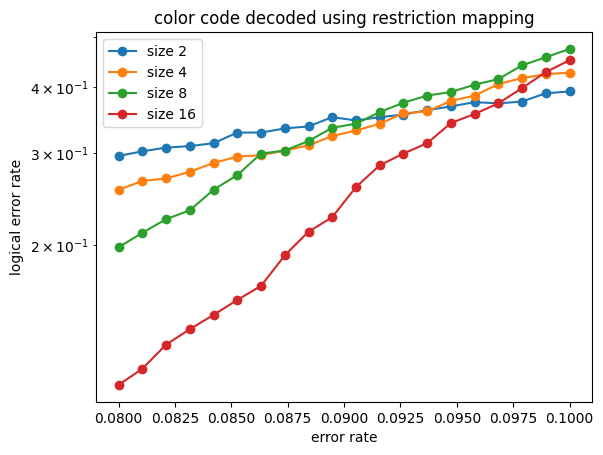 color code decoded using restriction mapping
size 2
size 4
size 8
size 16
4 × 10⁻¹
3 × 10⁻¹
2 × 10⁻¹
logical error rate
0.0800 0.0825 0.0850 0.0875 0.0900 0.0925 0.0950 0.0975 0.1000
error rate